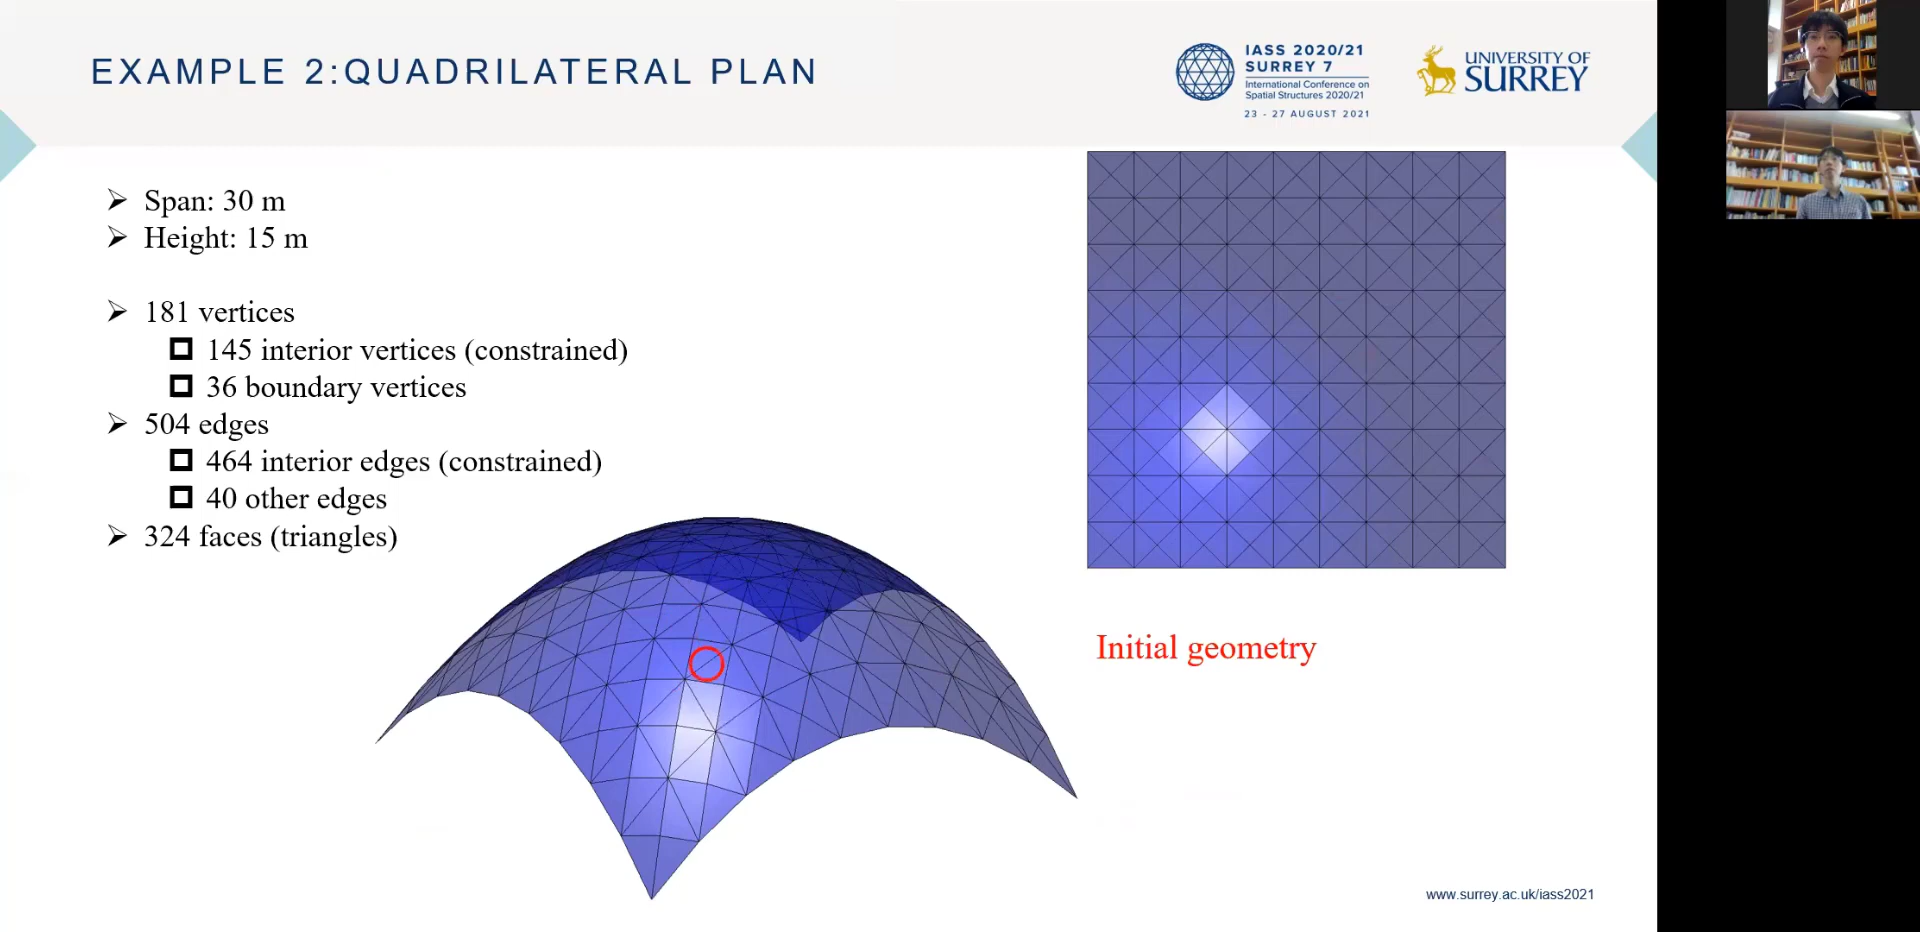 EXAMPLE 2:QUADRILATERAL PLAN
IASS 2020/21
SURREY 7
International Conference on
Spatial Structures 2020/21
23 - 27 AUGUST 2021
UNIVERSITY OF
SURREY
Span: 30 m
Height: 15 m
181 vertices
145 interior vertices (constrained)
36 boundary vertices
504 edges
464 interior edges (constrained)
40 other edges
324 faces (triangles)
Initial geometry
www.surrey.ac.uk/iass2021